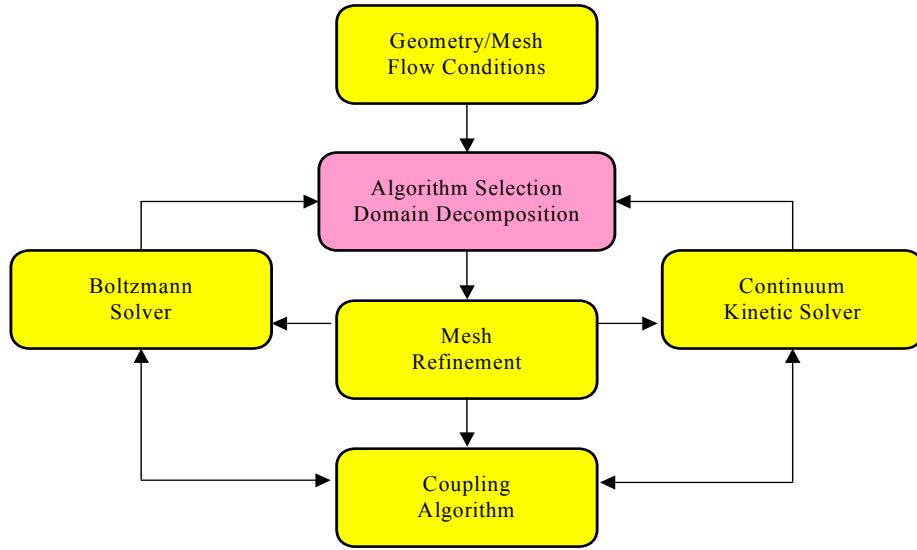 Geometry/Mesh
Flow Conditions
Algorithm Selection
Domain Decomposition
Boltzmann
Solver
Mesh
Refinement
Continuum
Kinetic Solver
Coupling
Algorithm